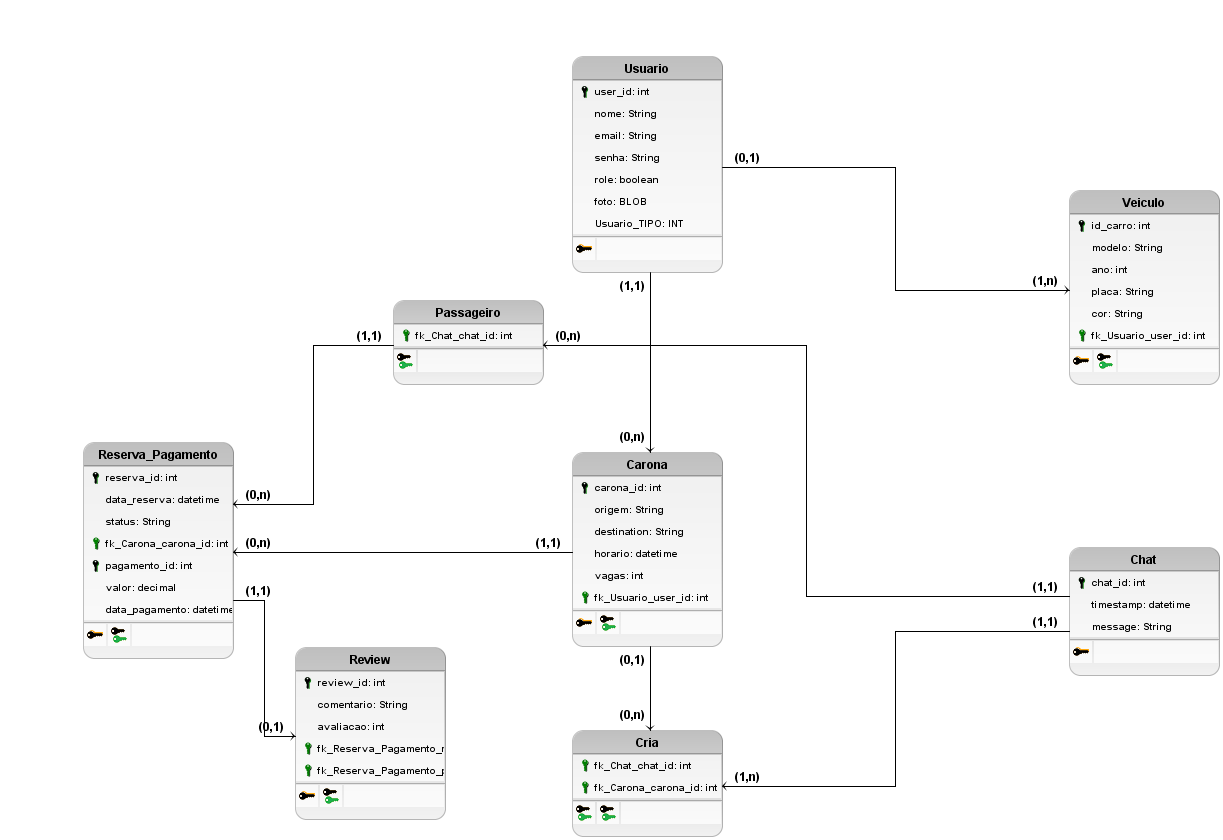 Usuario
user_id: int
nome: String
email: String
senha: String
role: boolean
foto: BLOB
Usuario_TIPO: INT
(0,1)
(1,n)
Veiculo
id_carro: int
modelo: String
ano: int
placa: String
cor: String
fk_Usuario_user_id: int
(1,1)
(0,n)
Passageiro
fk_Chat_chat_id: int
(1,1)
(0,n)
Reserva_Pagamento
reserva_id: int
data_reserva: datetime
status: String
fk_Carona_carona_id: int
pagamento_id: int
valor: decimal
data_pagamento: datetime
(0,n)
(0,n)
(1,1)
(1,1)
(0,1)
Carona
carona_id: int
origem: String
destination: String
horario: datetime
vagas: int
fk_Usuario_user_id: int
(0,1)
(0,n)
Chat
chat_id: int
timestamp: datetime
message: String
(1,1)
(1,1)
Review
review_id: int
comentario: String
avaliacao: int
fk_Reserva_Pagamento_r
fk_Reserva_Pagamento_p
Cria
fk_Chat_chat_id: int
fk_Carona_carona_id: int
(1,n)